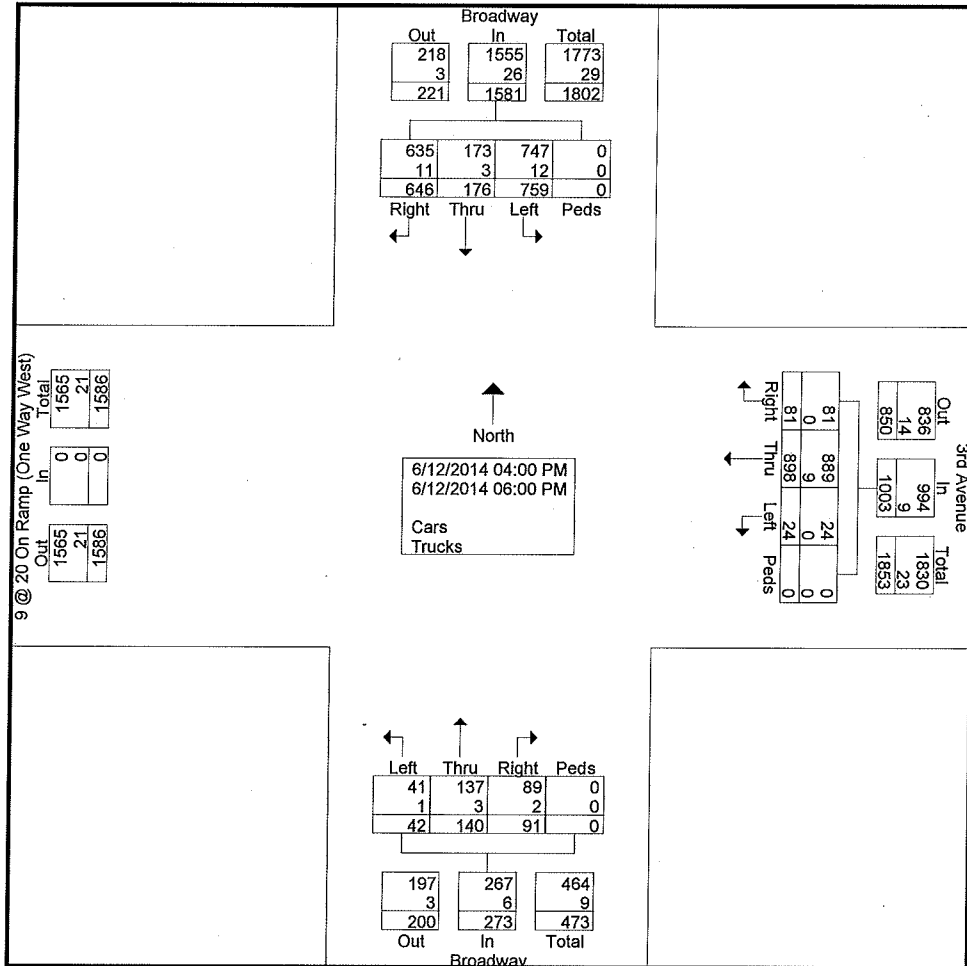 Broadway
Out In Total
218 1555 1773
3 26 29
221 1581 1802
635 173 747 0
11 3 12 0
646 176 759 0
Right Thru Left Peds
9 @ 20 On Ramp (One Way West)
Total In Out
1565 0 1565
21 0 21
1586 0 1586
North
6/12/2014 04:00 PM
6/12/2014 06:00 PM
Cars
Trucks
3rd Avenue
Out In Total
836 994 1830
14 9 23
850 1003 1853
81 889 24 0
0 9 0 0
81 898 24 0
Right Thru Left Peds
Left Thru Right Peds
41 137 89 0
1 3 2 0
42 140 91 0
197 267 464
3 6 9
200 273 473
Out In Total
Broadway